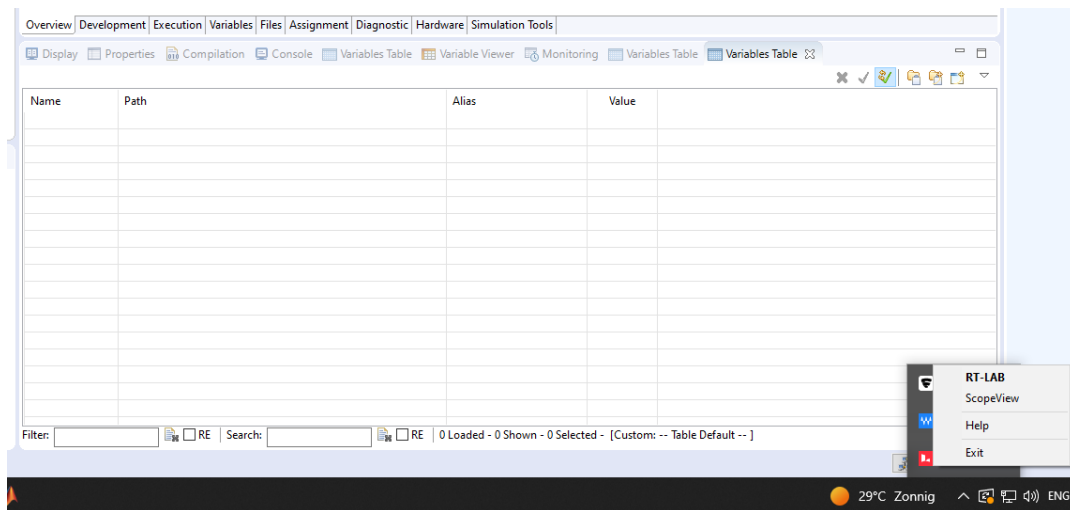 Overview Development Execution Variables Files Assignment Diagnostic Hardware Simulation Tools
Display Properties Compilation Console Variables Table Variable Viewer Monitoring Variables Table Variables Table
Name Path Alias Value
RT-LAB
ScopeView
Help
Exit
Filter: RE Search: RE 0 Loaded - 0 Shown - 0 Selected - [Custom: -- Table Default -- ]
29°C Zonnig ENG